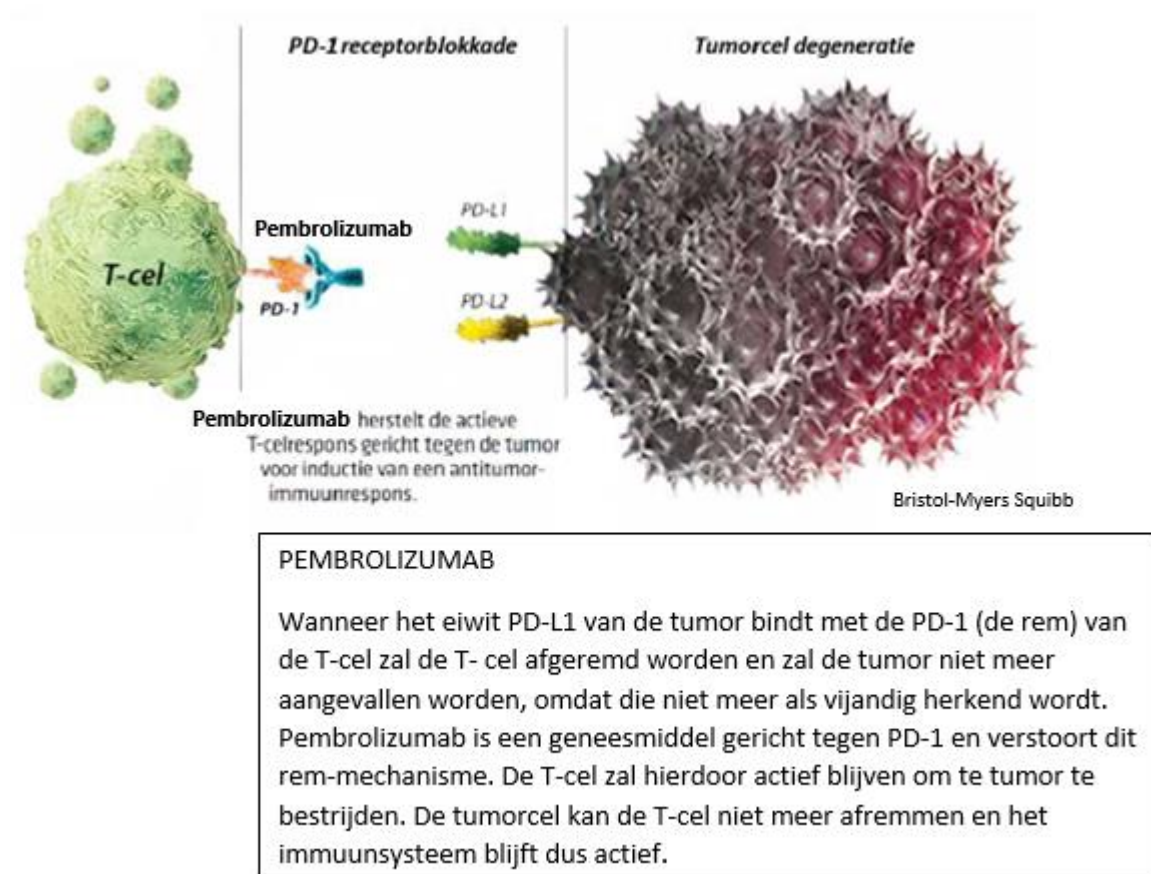 PD-1 receptorblokkade
Tumorcel degeneratie
PD-L1
Pembrolizumab
T-cel
PD-1
PD-L2
Pembrolizumab herstelt de actieve
T-celrespons gericht tegen de tumor
voor inductie van een antitumor-
immuunrespons.
Bristol-Myers Squibb
PEMBROLIZUMAB
Wanneer het eiwit PD-L1 van de tumor bindt met de PD-1 (de rem) van
de T-cel zal de T- cel afgeremd worden en zal de tumor niet meer
aangevallen worden, omdat die niet meer als vijandig herkend wordt.
Pembrolizumab is een geneesmiddel gericht tegen PD-1 en verstoort dit
rem-mechanisme. De T-cel zal hierdoor actief blijven om te tumor te
bestrijden. De tumorcel kan de T-cel niet meer afremmen en het
immuunsysteem blijft dus actief.